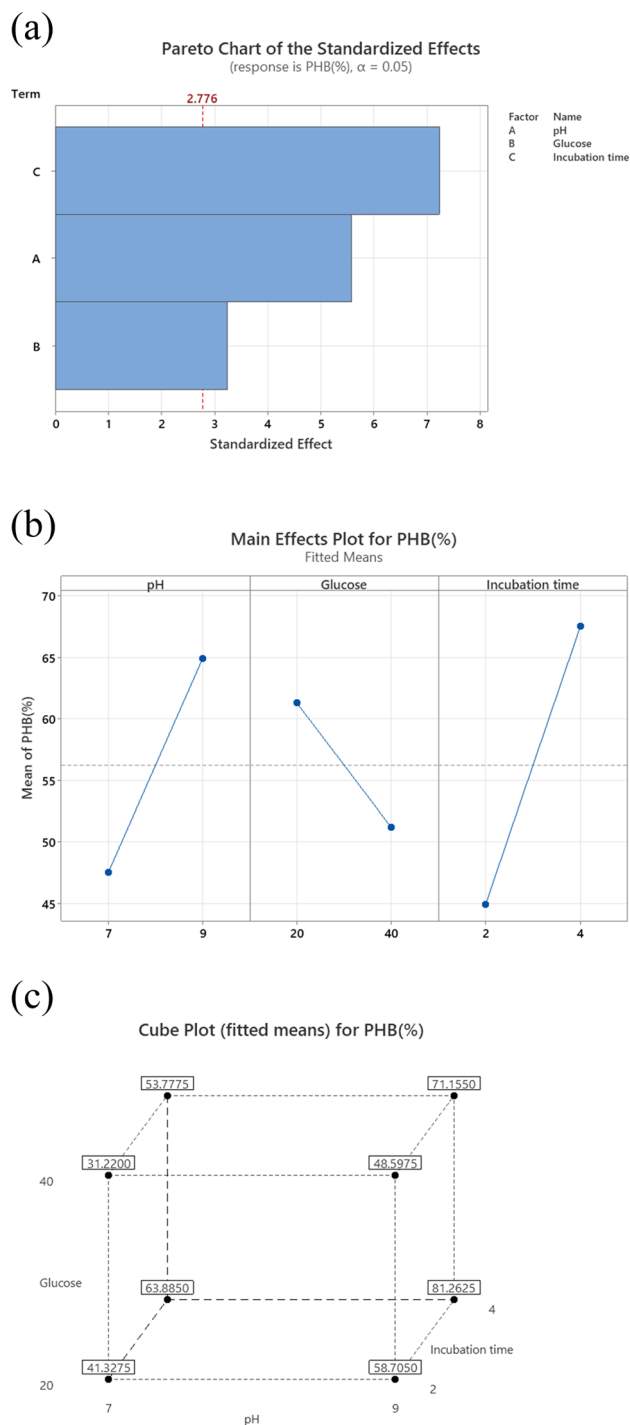 (a)
Pareto Chart of the Standardized Effects
(response is PHB(%), α = 0.05)
Term
2.776
Factor Name
A pH
B Glucose
C Incubation time
C
A
B
0 1 2 3 4 5 6 7 8
Standardized Effect
(b)
Main Effects Plot for PHB(%)
Fitted Means
pH Glucose Incubation time
70
65
60
55
50
45
Mean of PHB(%)
7 9 20 40 2 4
(c)
Cube Plot (fitted means) for PHB(%)
53.7775 71.1550
31.2200 48.5975
40
Glucose
63.8850 81.2625
4
Incubation time
41.3275 58.7050
20 2
7 9
pH